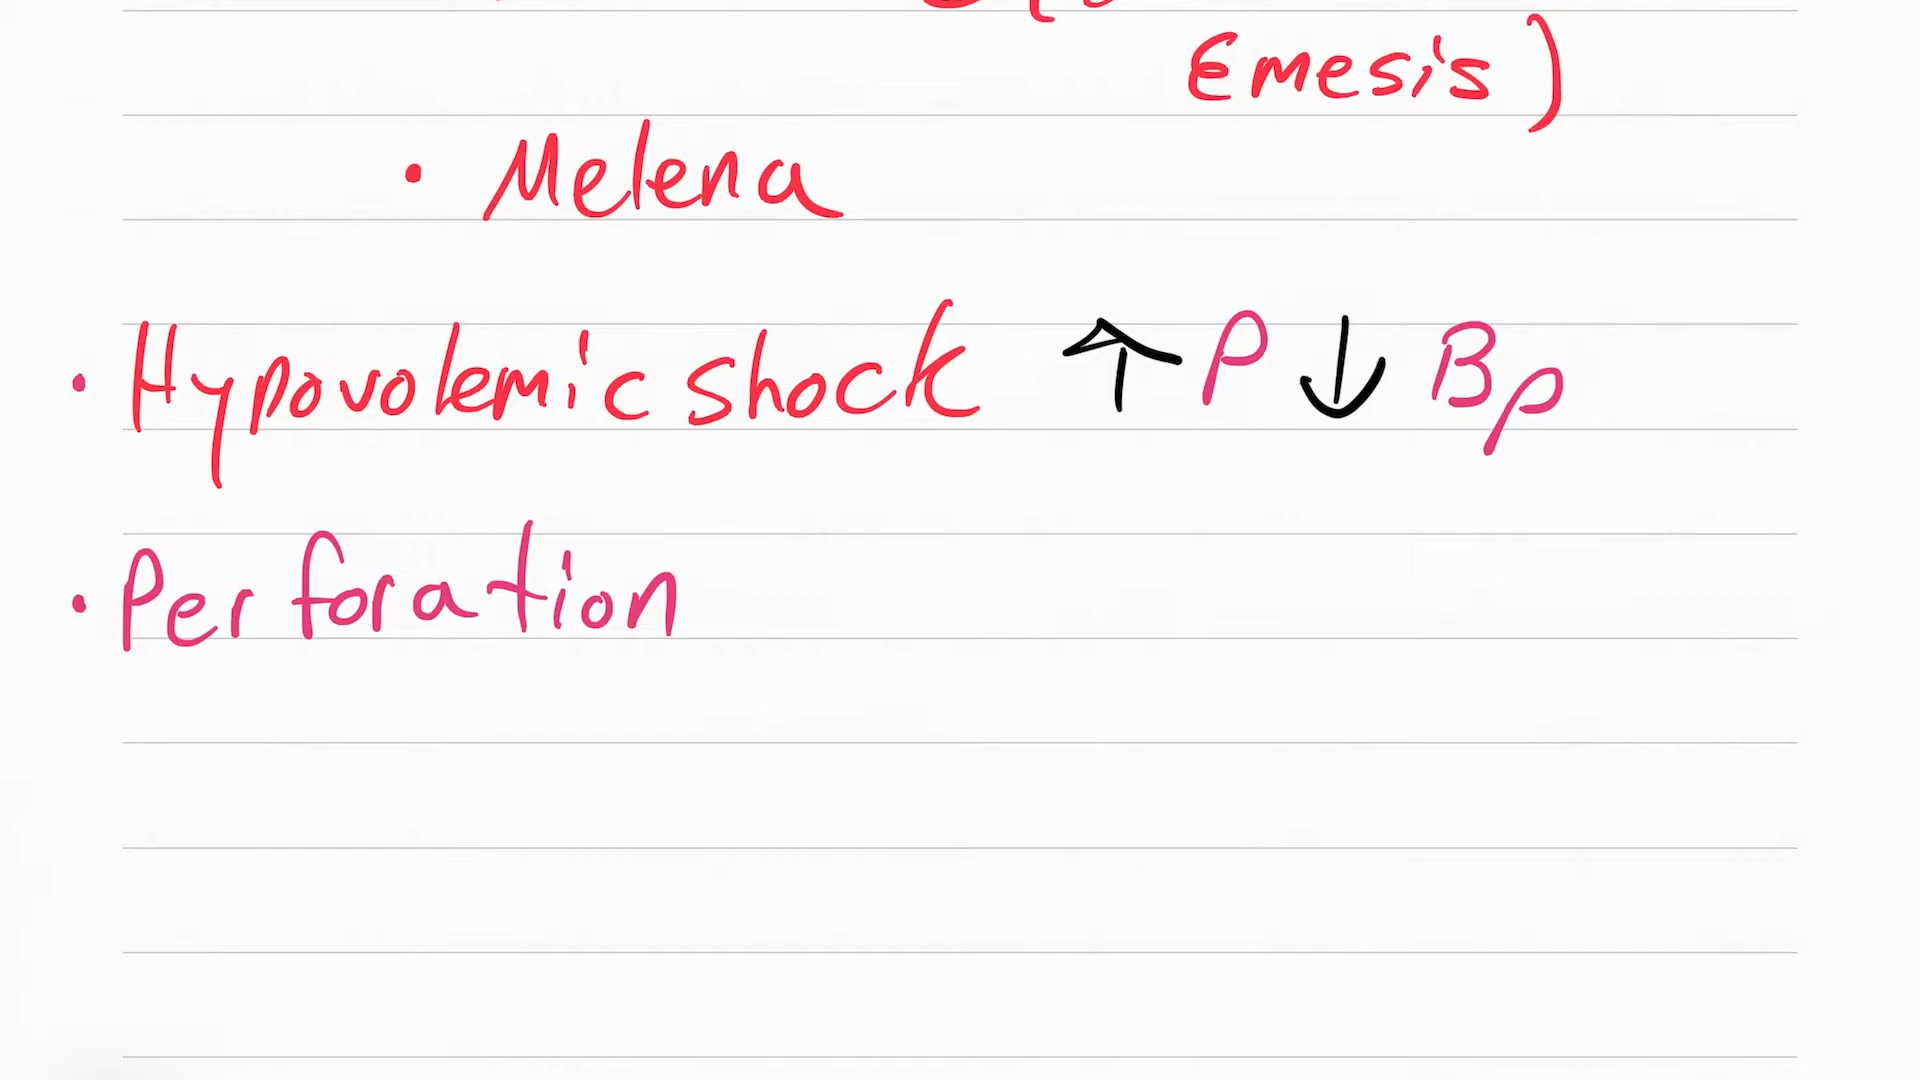 Emesis)
• Melena
• Hypovolemic shock ↑ P ↓ Bp
• Perforation